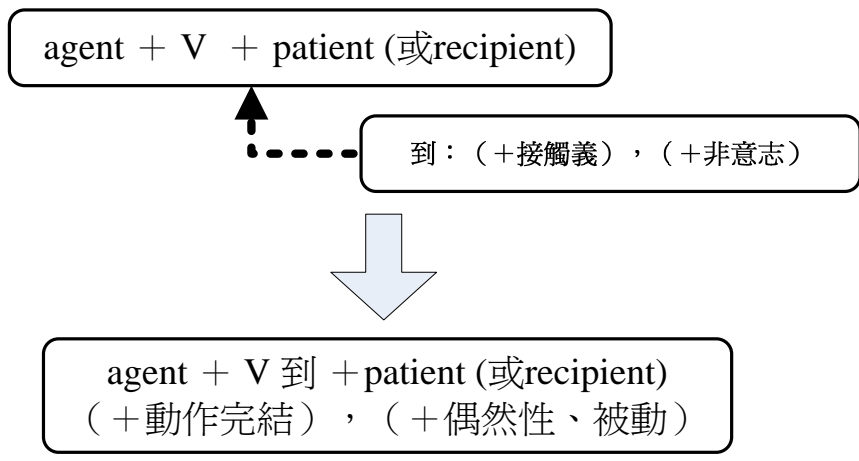 agent ＋ V ＋ patient (或recipient)
到：（＋接觸義），（＋非意志）
agent ＋ V 到 ＋patient (或recipient)
（＋動作完結），（＋偶然性、被動）